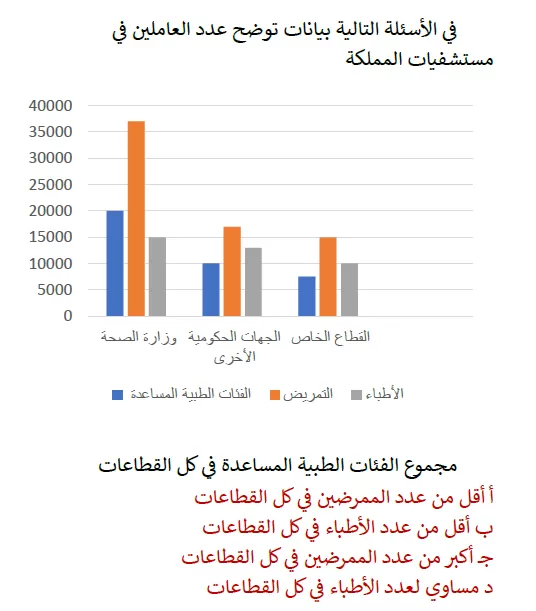 في الأسئلة التالية بيانات توضح عدد العاملين في
مستشفيات المملكة
40000
35000
30000
25000
20000
15000
10000
5000
0
وزارة الصحة
الجهات الحكومية
الأخرى
القطاع الخاص
الفئات الطبية المساعدة
التمريض
الأطباء
مجموع الفئات الطبية المساعدة في كل القطاعات
أ أقل من عدد الممرضين في كل القطاعات
ب أقل من عدد الأطباء في كل القطاعات
جـ أكبر من عدد الممرضين في كل القطاعات
د مساوي لعدد الأطباء في كل القطاعات